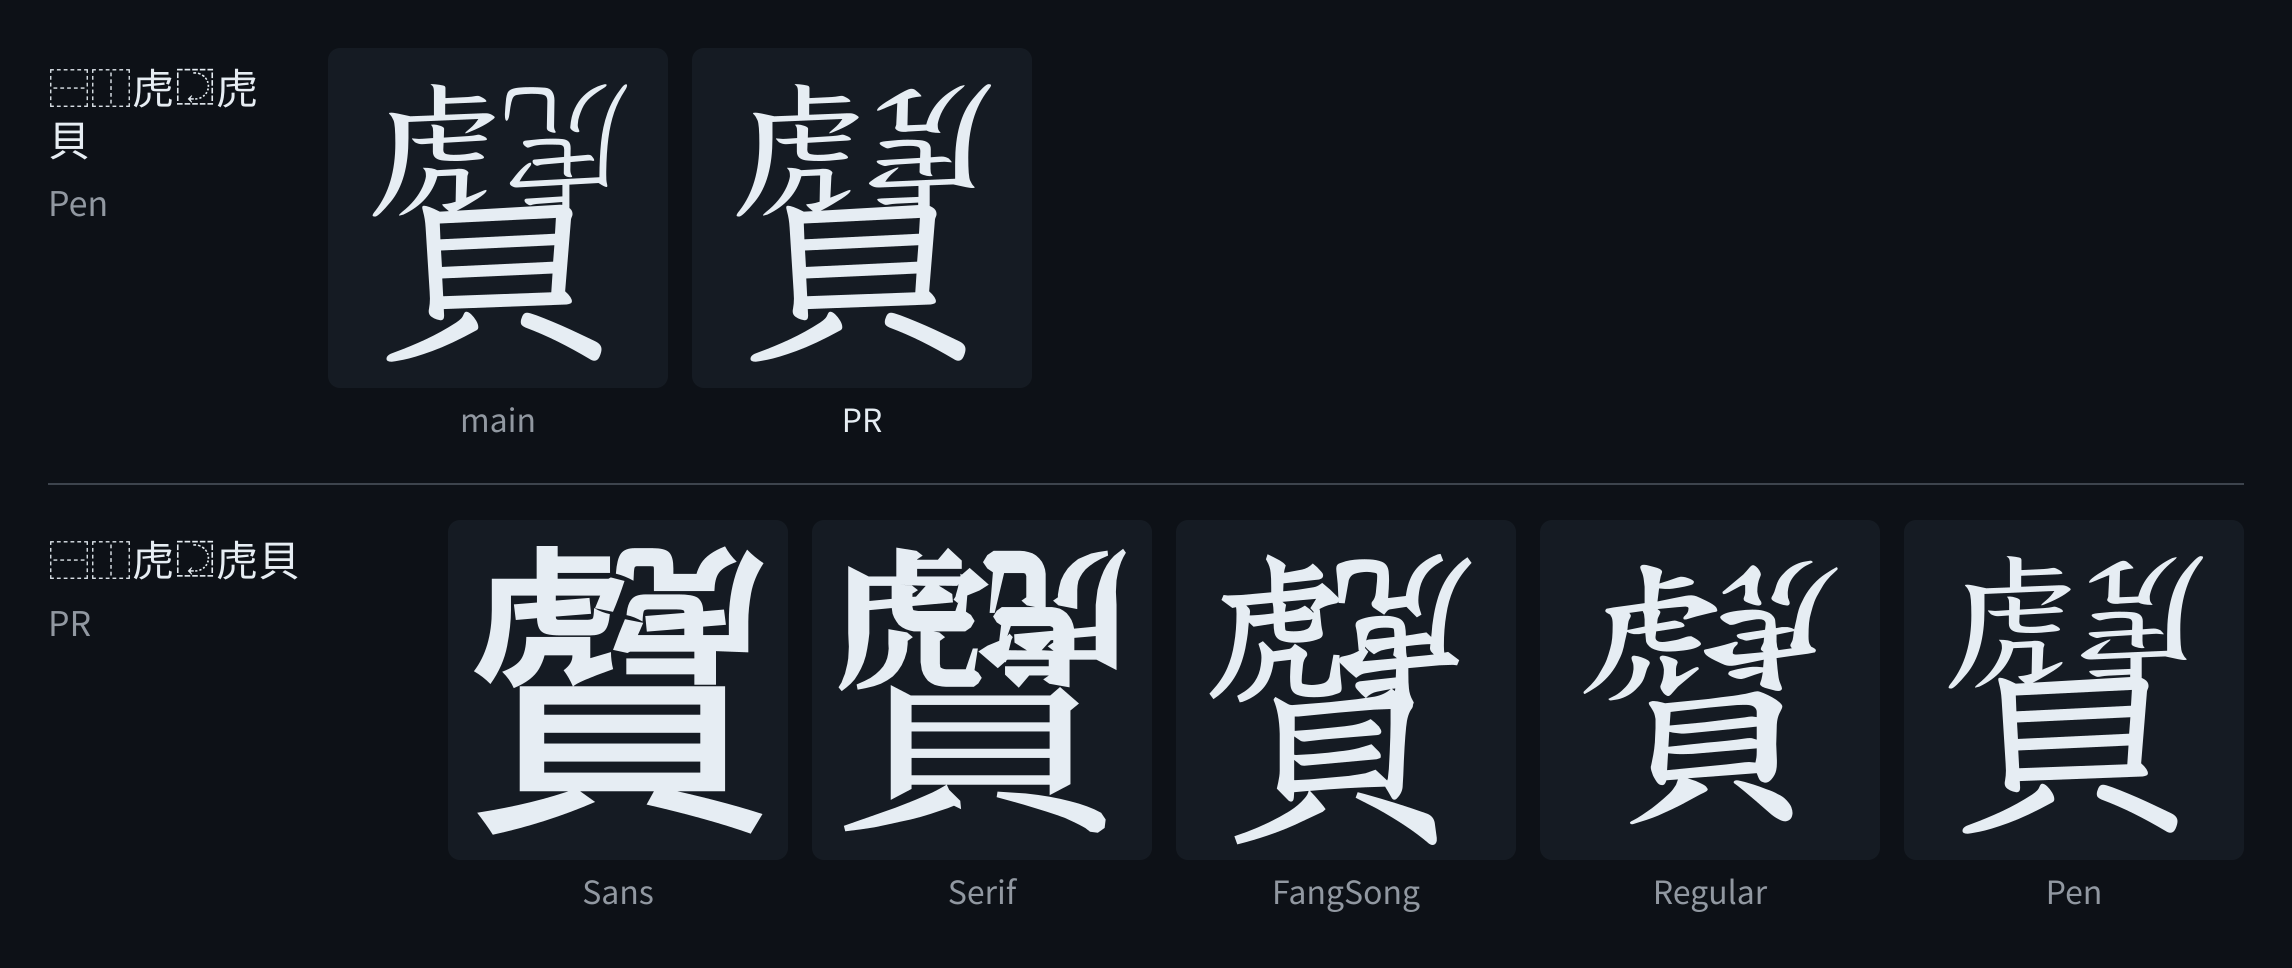 ⿱⿰虎⿿虎
貝
Pen
main
PR
⿱⿰虎⿿虎貝
PR
Sans
Serif
FangSong
Regular
Pen